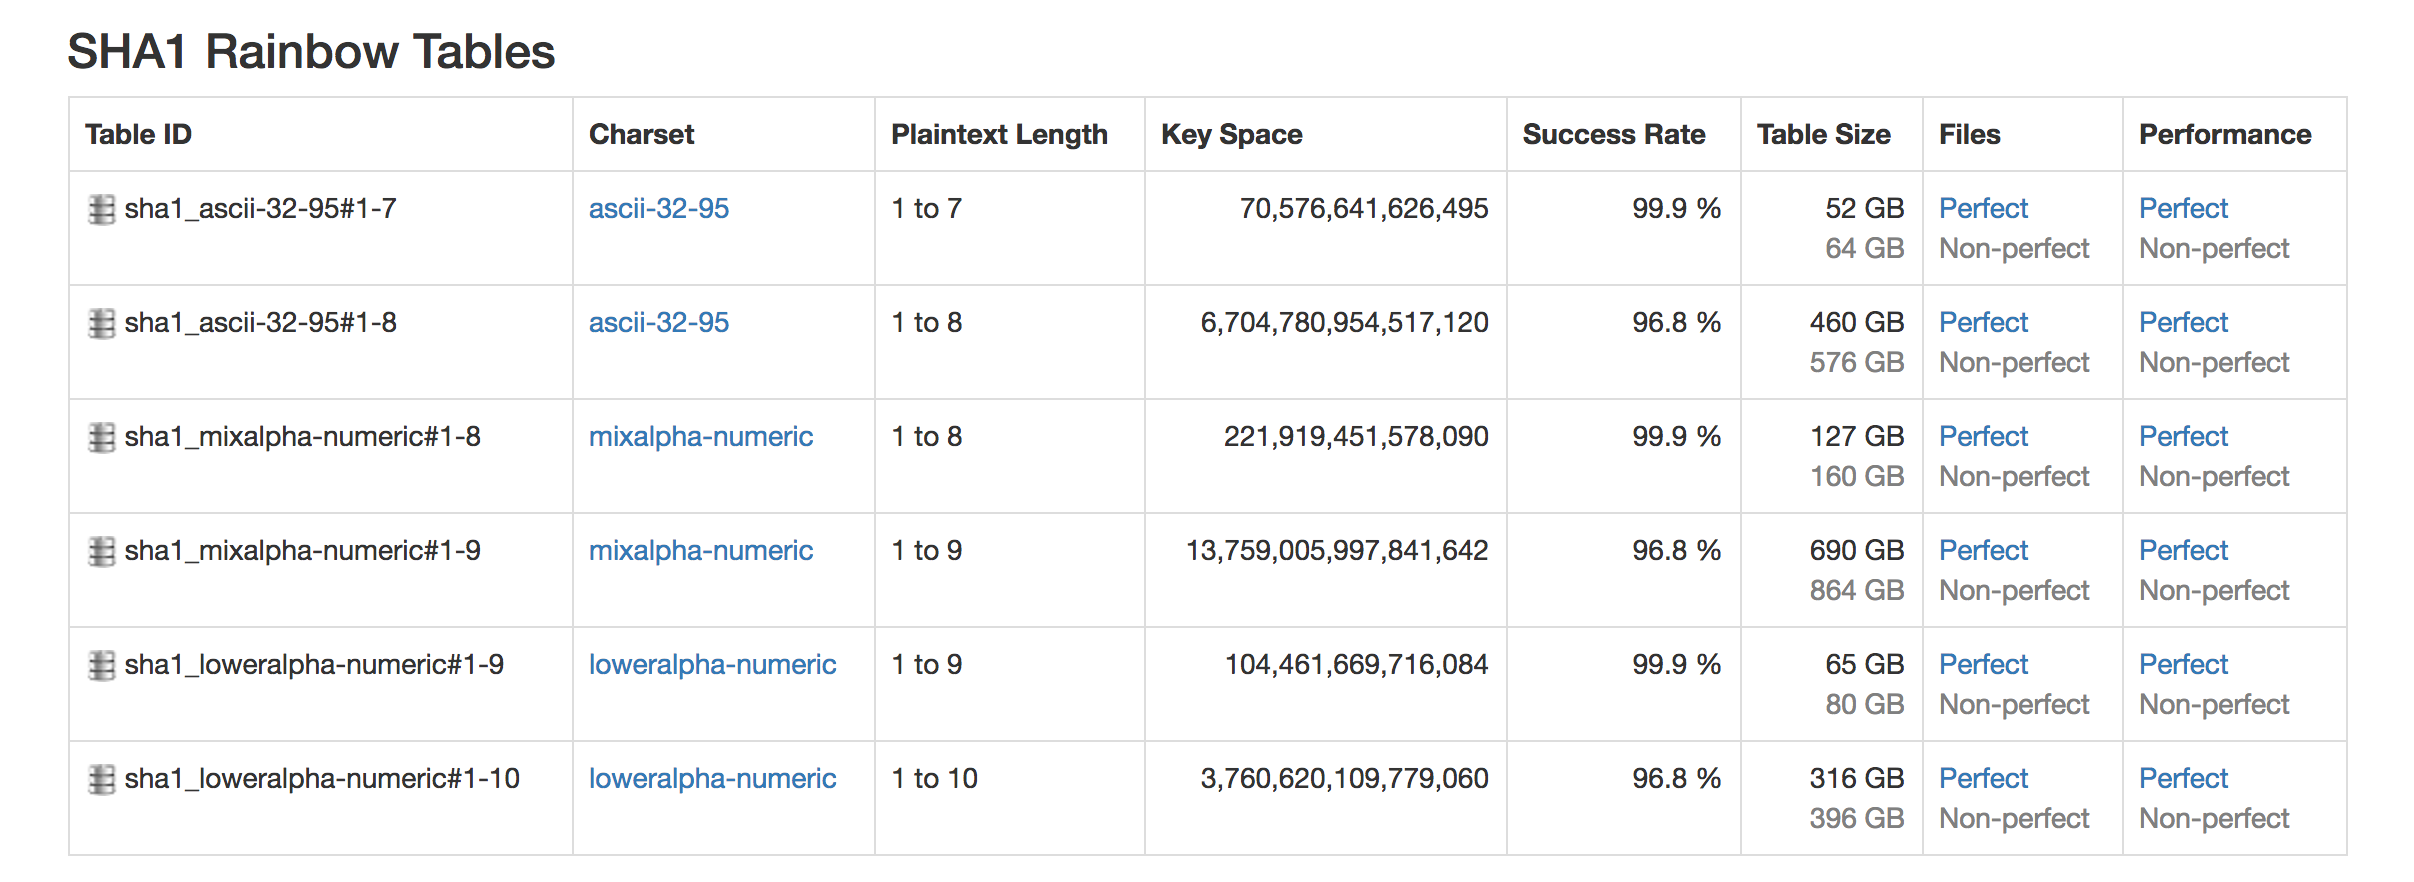 SHA1 Rainbow Tables
Table ID Charset Plaintext Length Key Space Success Rate Table Size Files Performance
sha1_ascii-32-95#1-7 ascii-32-95 1 to 7 70,576,641,626,495 99.9 % 52 GB Perfect Perfect
64 GB Non-perfect Non-perfect
sha1_ascii-32-95#1-8 ascii-32-95 1 to 8 6,704,780,954,517,120 96.8 % 460 GB Perfect Perfect
576 GB Non-perfect Non-perfect
sha1_mixalpha-numeric#1-8 mixalpha-numeric 1 to 8 221,919,451,578,090 99.9 % 127 GB Perfect Perfect
160 GB Non-perfect Non-perfect
sha1_mixalpha-numeric#1-9 mixalpha-numeric 1 to 9 13,759,005,997,841,642 96.8 % 690 GB Perfect Perfect
864 GB Non-perfect Non-perfect
sha1_loweralpha-numeric#1-9 loweralpha-numeric 1 to 9 104,461,669,716,084 99.9 % 65 GB Perfect Perfect
80 GB Non-perfect Non-perfect
sha1_loweralpha-numeric#1-10 loweralpha-numeric 1 to 10 3,760,620,109,779,060 96.8 % 316 GB Perfect Perfect
396 GB Non-perfect Non-perfect